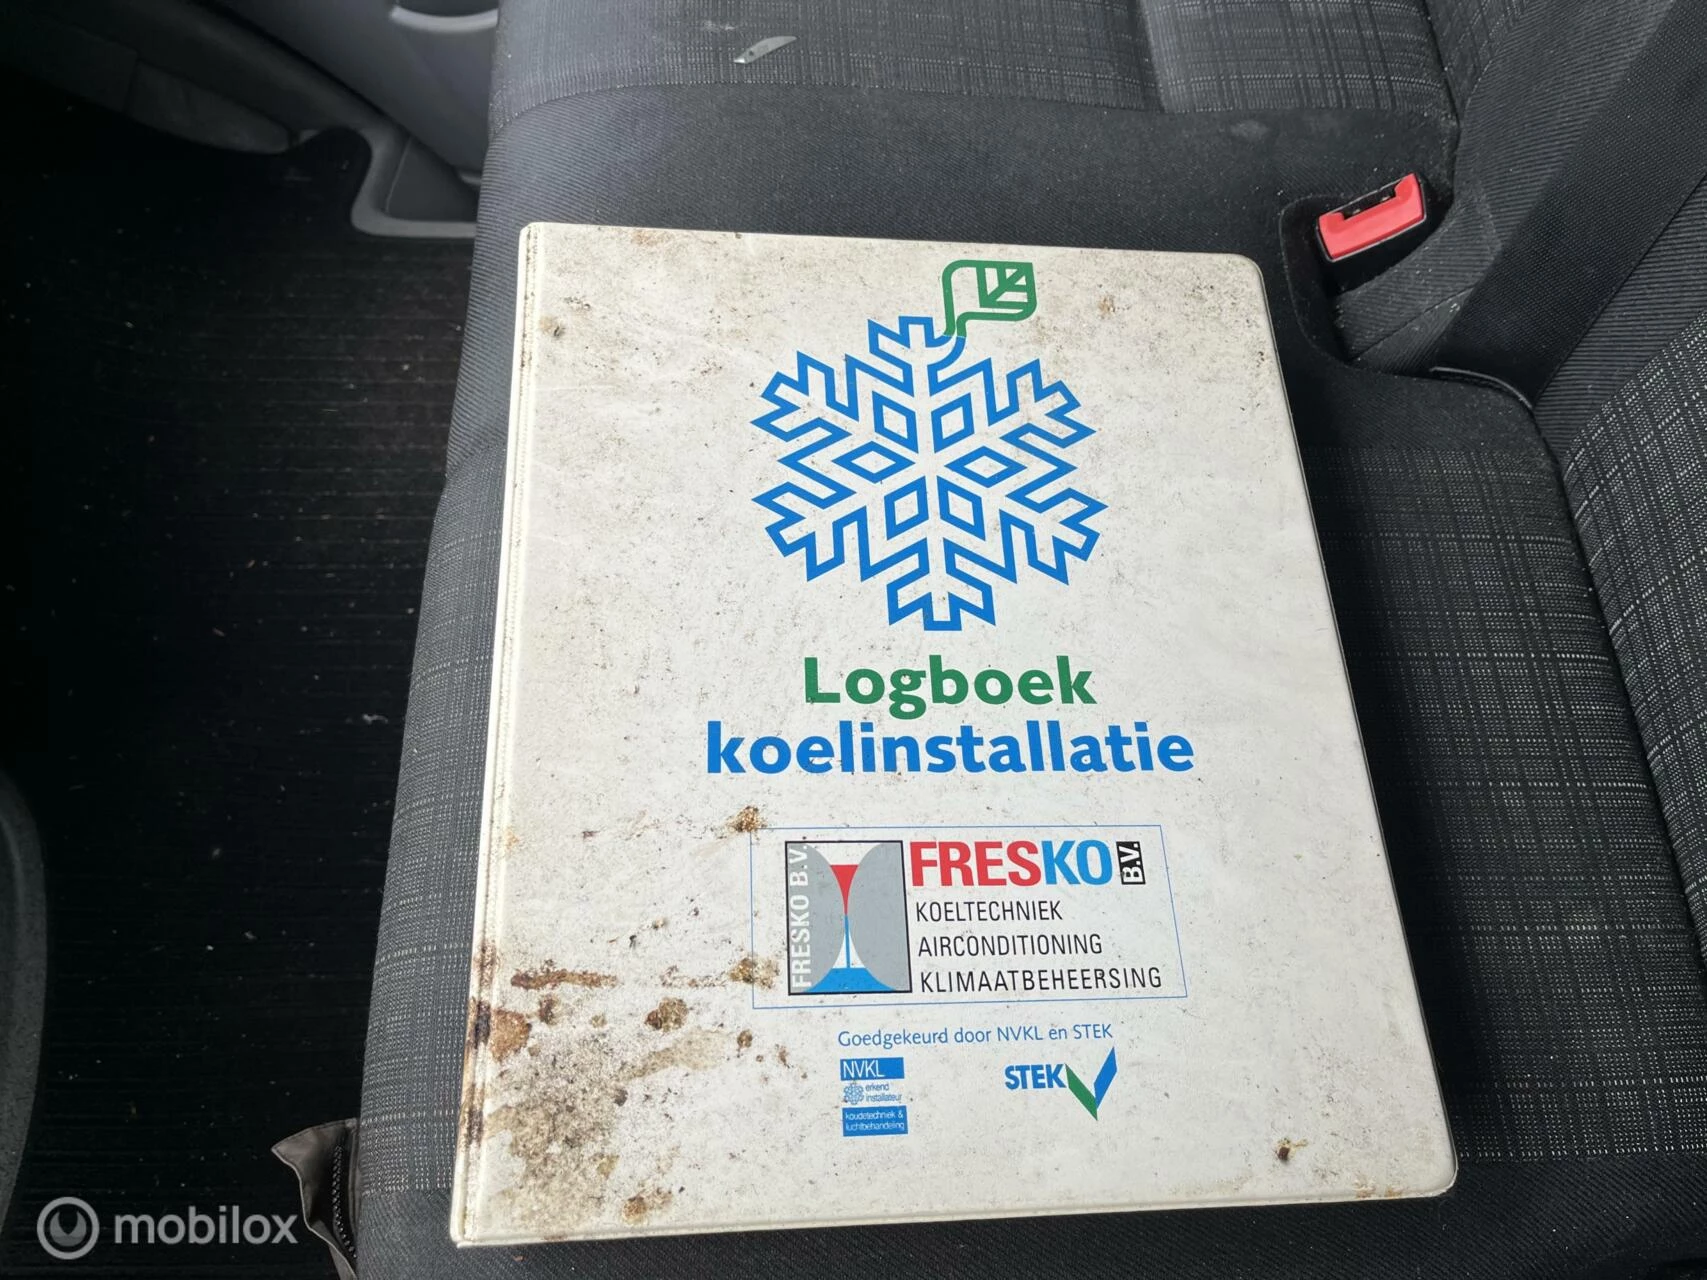 Logboek
koelinstallatie
FRESKO B.V.
FRESKO B.V.
KOELTECHNIEK
AIRCONDITIONING
KLIMAATBEHEERSING
Goedgekeurd door NVKL en STEK
NVKL
erkend
installateur
koudetechniek &
luchtbehandeling
STEK
mobilox